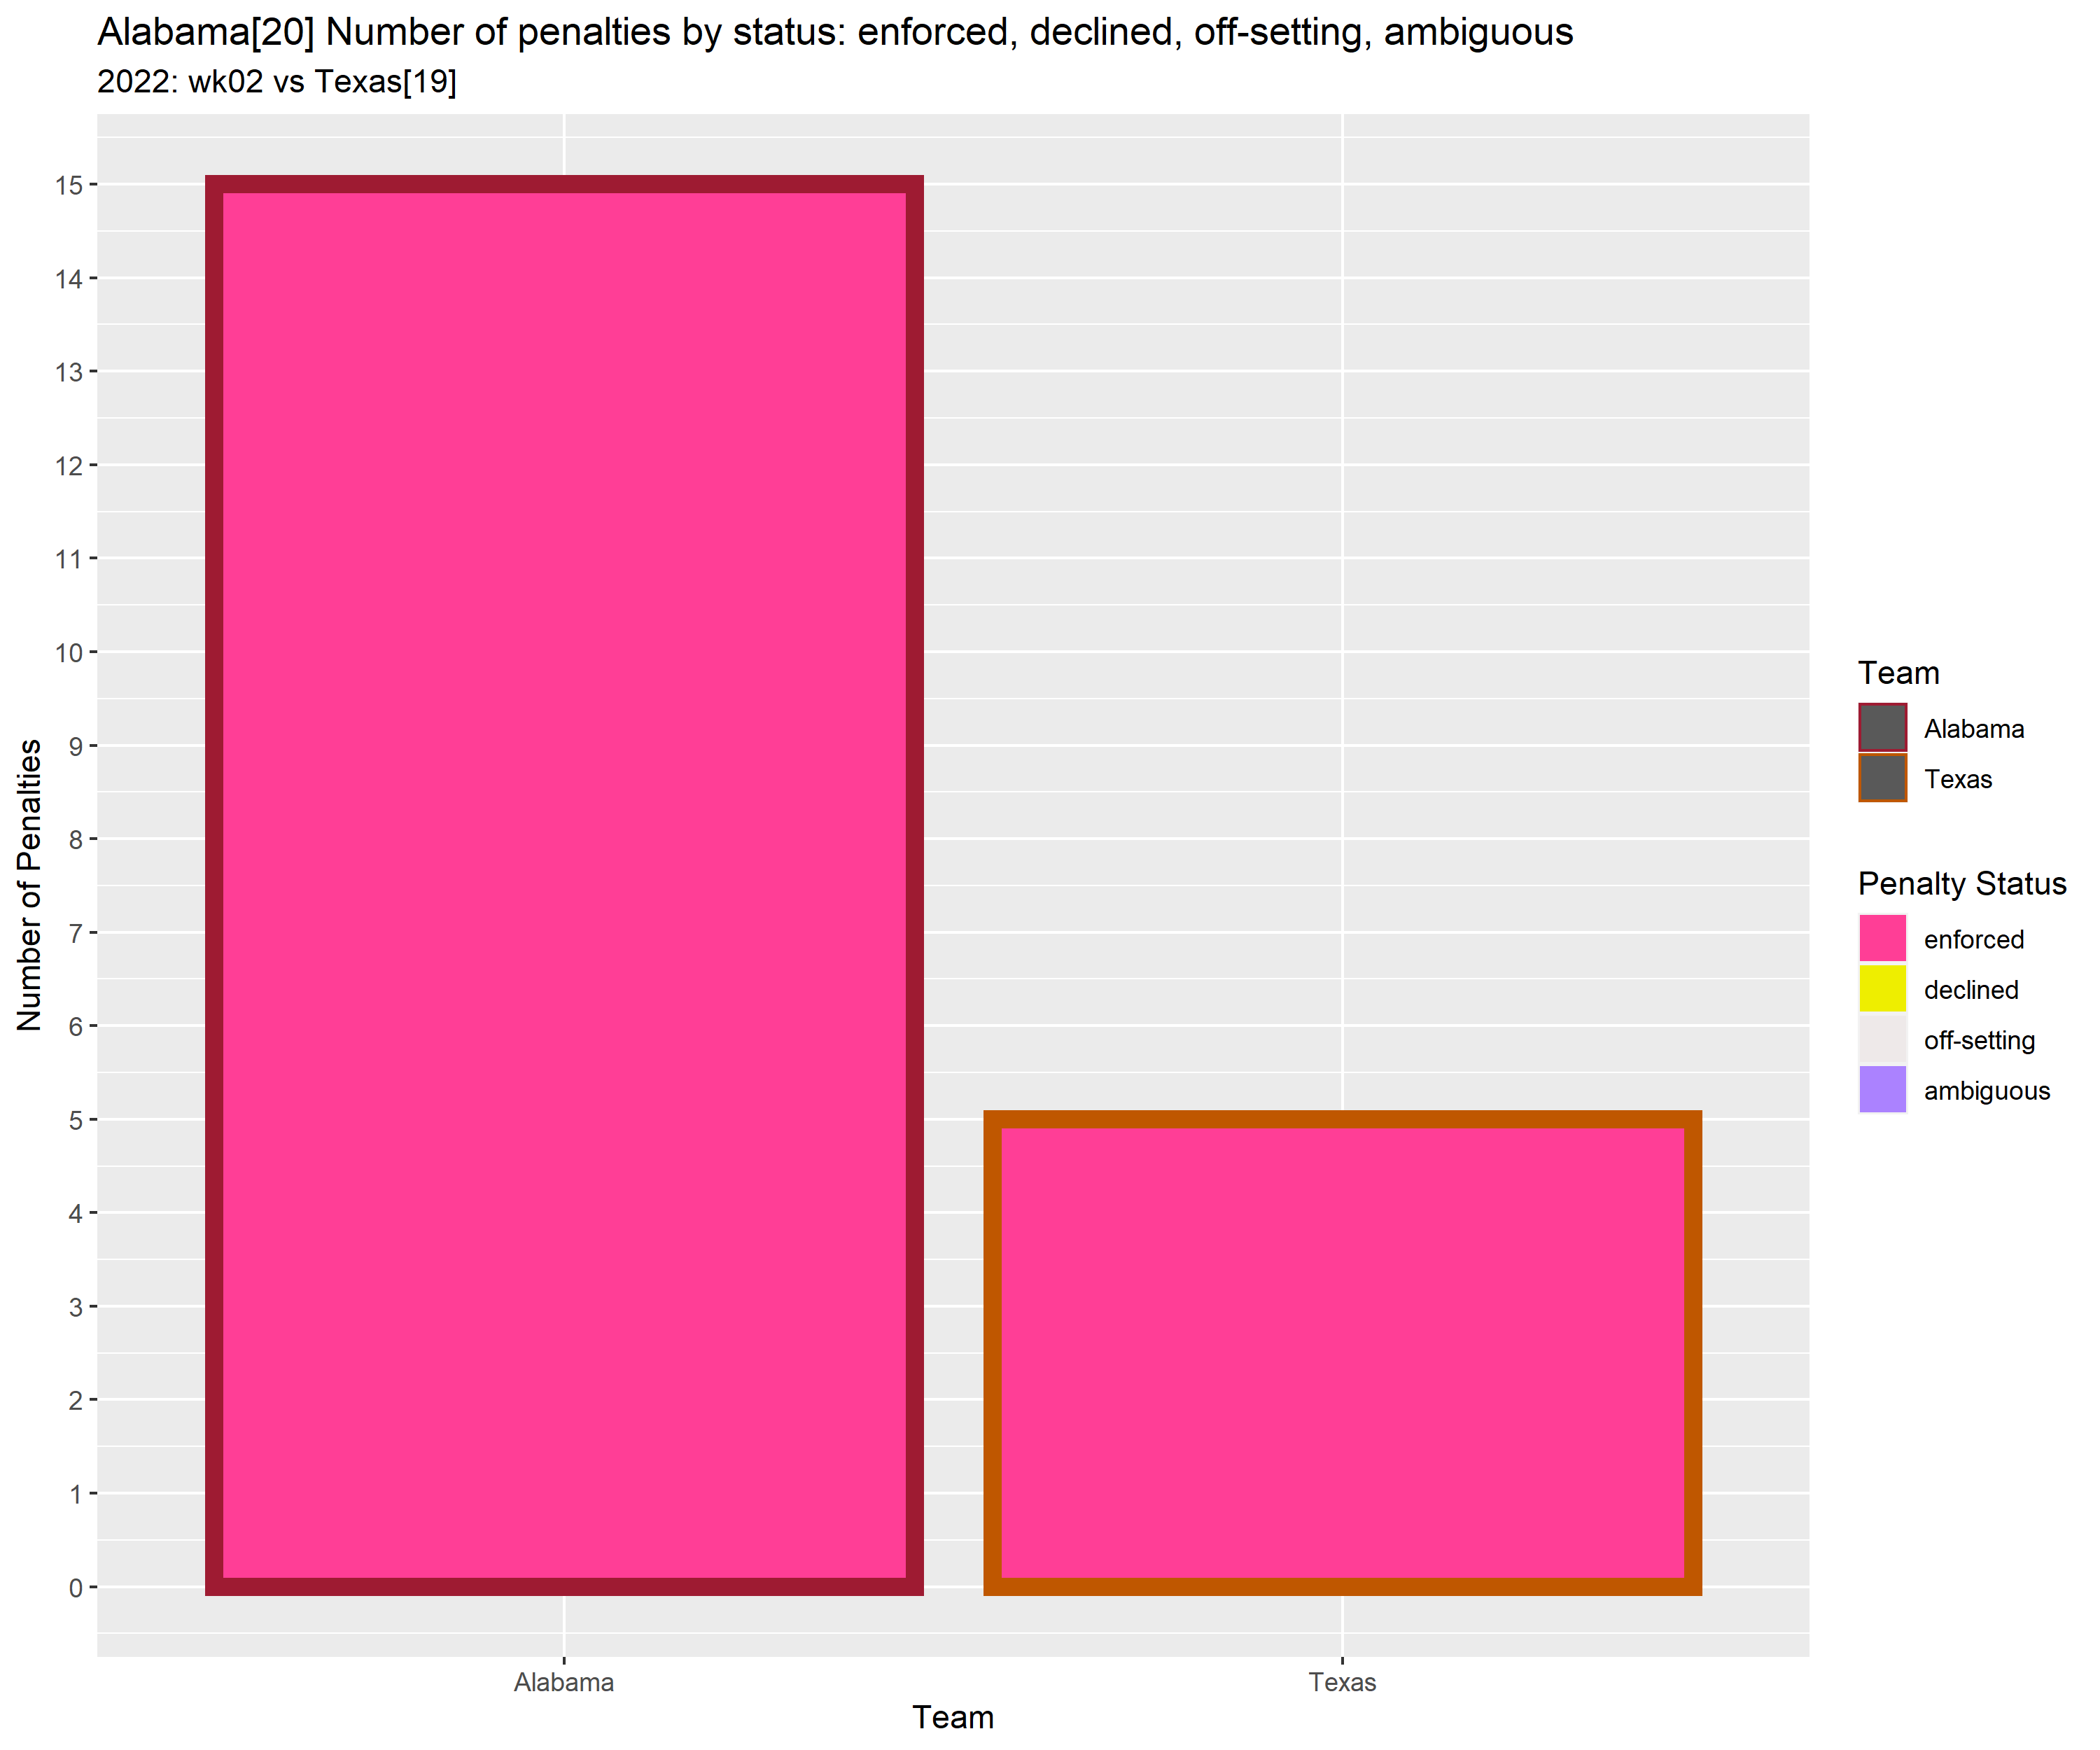 Alabama[20] Number of penalties by status: enforced, declined, off-setting, ambiguous
2022: wk02 vs Texas[19]
Number of Penalties
15
14
13
12
11
10
9
8
7
6
5
4
3
2
1
0
Alabama
Texas
Team
Team
Alabama
Texas
Penalty Status
enforced
declined
off-setting
ambiguous